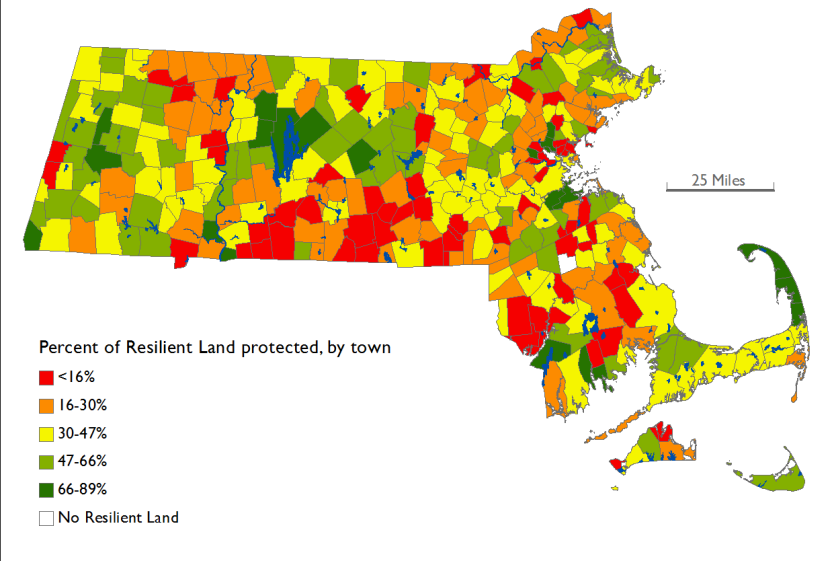 25 Miles
Percent of Resilient Land protected, by town
<16%
16-30%
30-47%
47-66%
66-89%
No Resilient Land